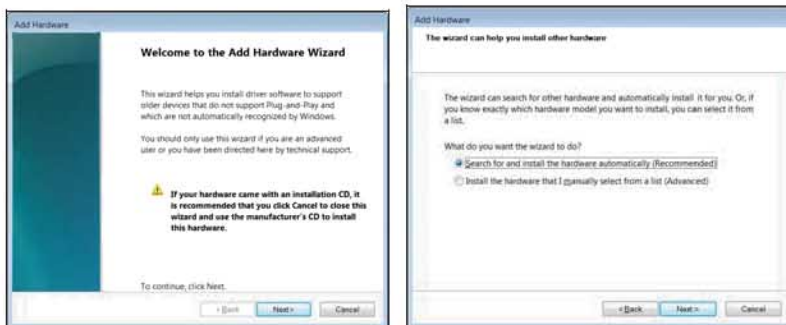 Add Hardware
Welcome to the Add Hardware Wizard
This wizard helps you install driver software to support
older devices that do not support Plug-and-Play and
which are not automatically recognized by Windows.
You should only use this wizard if you are an advanced
user or you have been directed here by technical support.
If your hardware came with an installation CD, it
is recommended that you click Cancel to close this
wizard and use the manufacturer's CD to install
this hardware.
To continue, click Next.
< Back
Next >
Cancel
Add Hardware
The wizard can help you install other hardware
The wizard can search for other hardware and automatically install it for you. Or, if
you know exactly which hardware model you want to install, you can select it from
a list.
What do you want the wizard to do?
Search for and install the hardware automatically (Recommended)
Install the hardware that I manually select from a list (Advanced)
< Back
Next >
Cancel